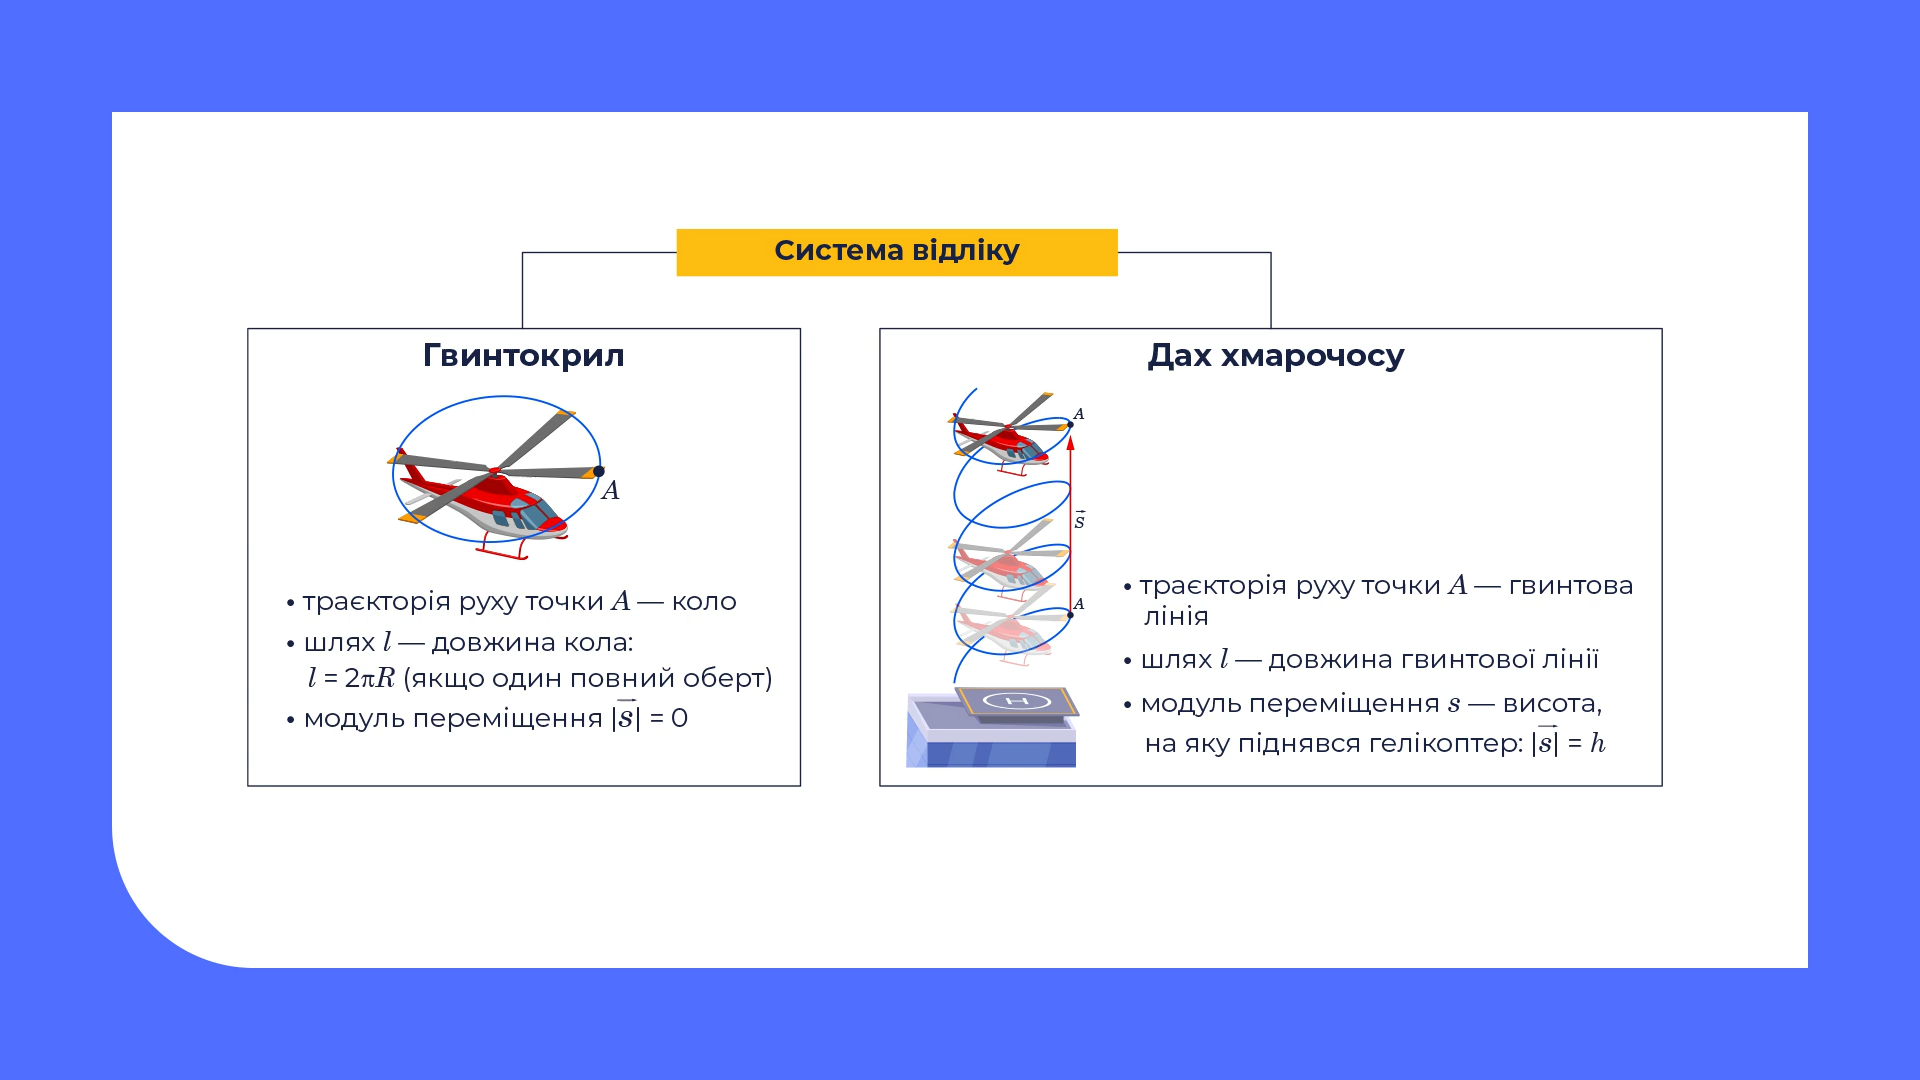 Система відліку
Гвинтокрил
A
• траєкторія руху точки A — коло
• шлях l — довжина кола:
l = 2πR (якщо один повний оберт)
• модуль переміщення |s⃗| = 0
Дах хмарочосу
A
s⃗
A
H
• траєкторія руху точки A — гвинтова
лінія
• шлях l — довжина гвинтової лінії
• модуль переміщення s — висота,
на яку піднявся гелікоптер: |s⃗| = h